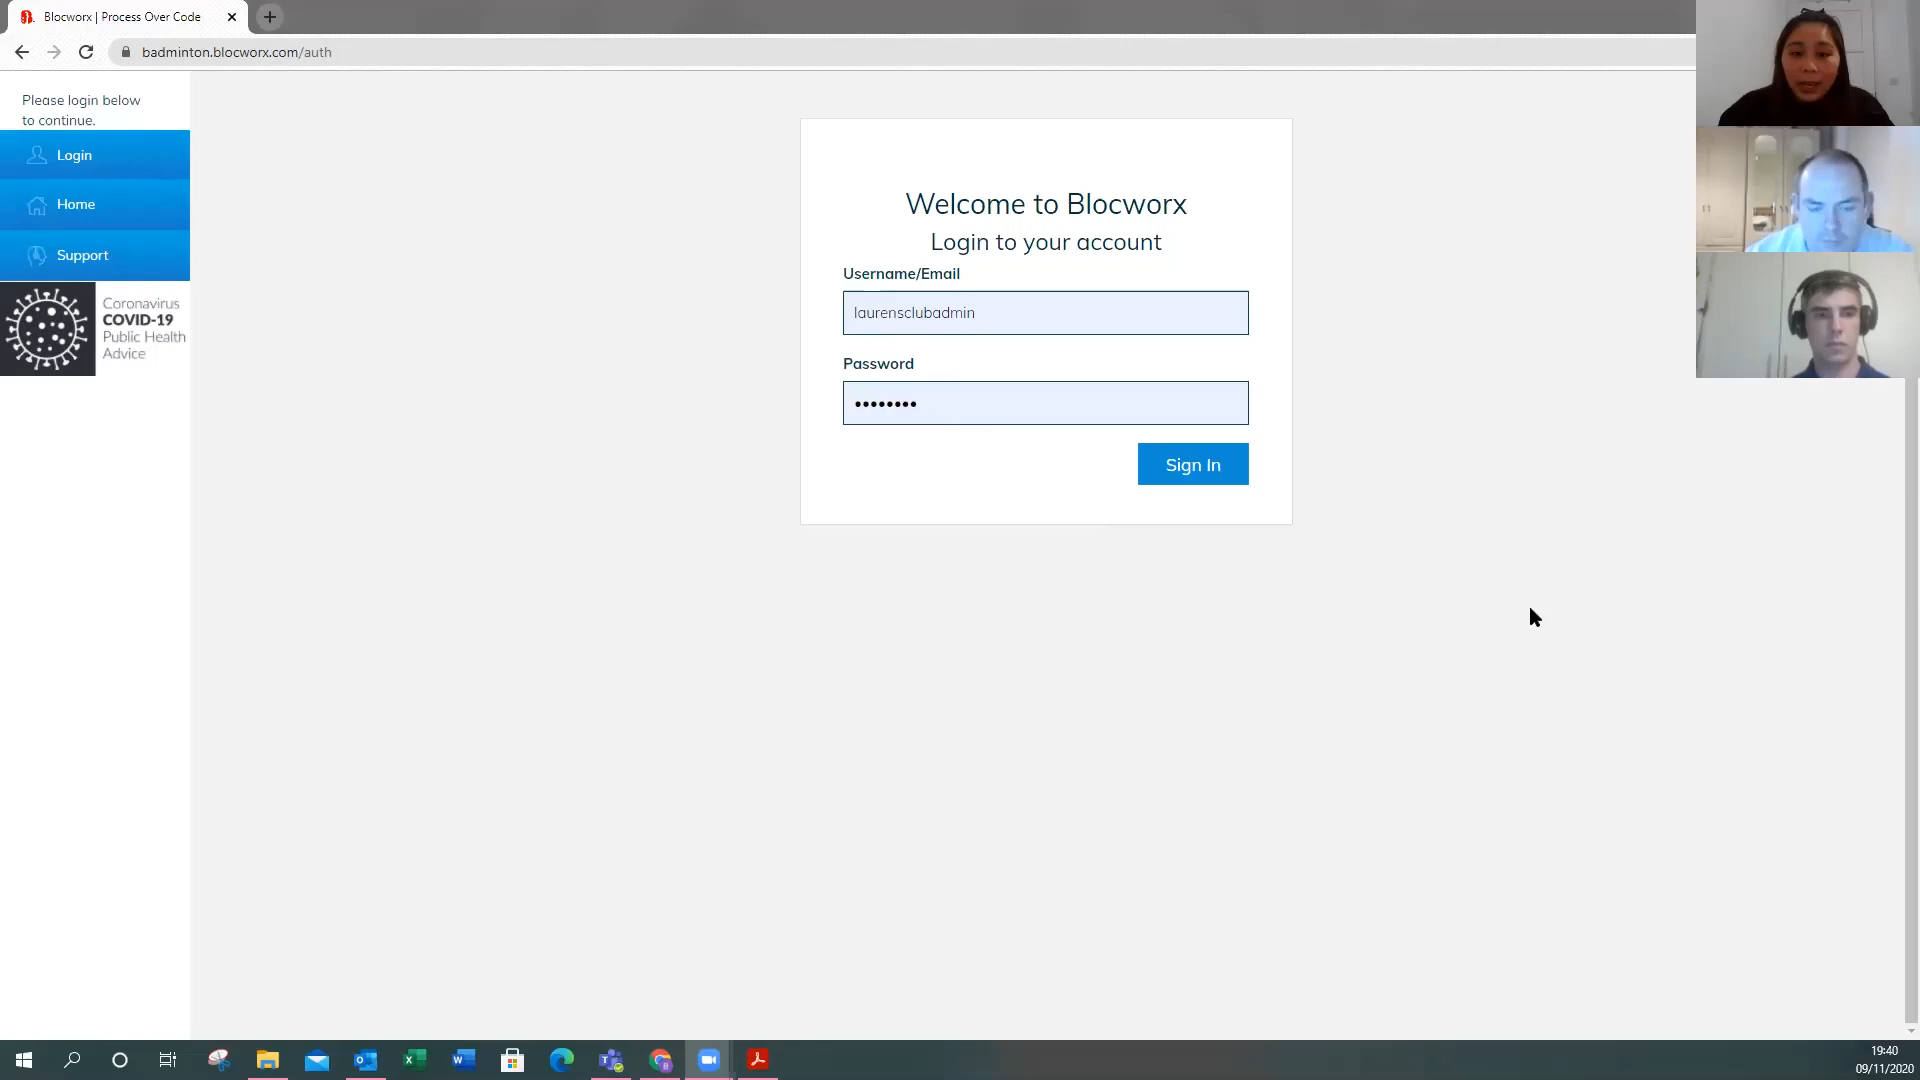 Blocworx | Process Over Code
badminton.blocworx.com/auth
Please login below
to continue.
Login
Home
Support
Coronavirus
COVID-19
Public Health
Advice
Welcome to Blocworx
Login to your account
Username/Email
laurensclubadmin
Password
••••••••
Sign In
19:40
09/11/2020